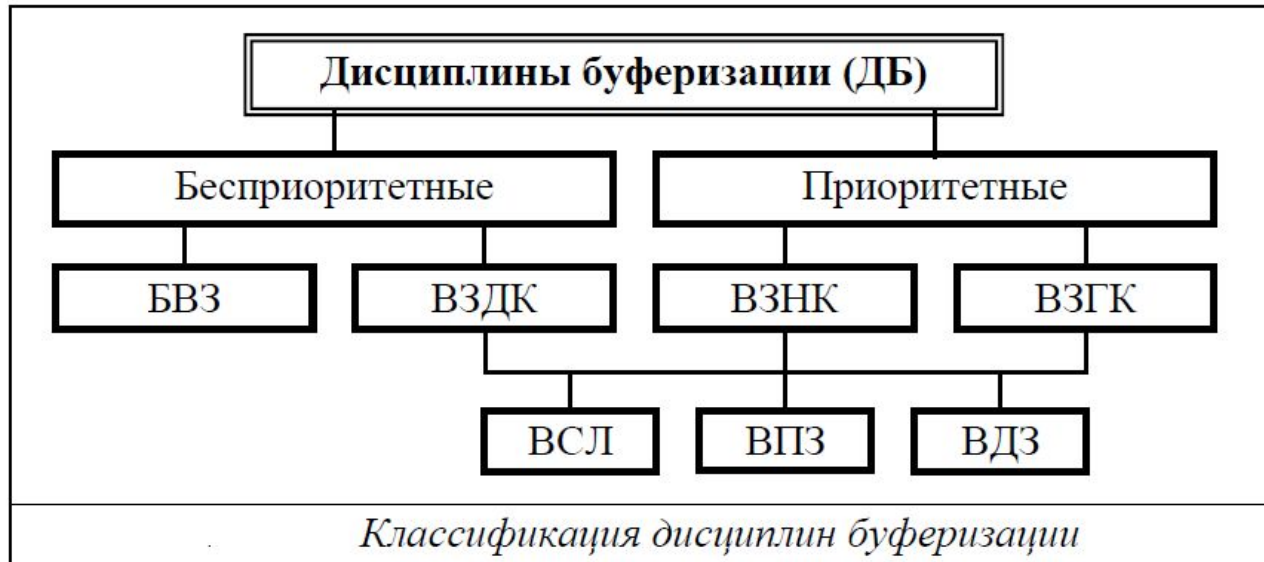 Дисциплины буферизации (ДБ)
Бесприоритетные Приоритетные
БВЗ ВЗДК ВЗНК ВЗГК
ВСЛ ВПЗ ВДЗ
Классификация дисциплин буферизации